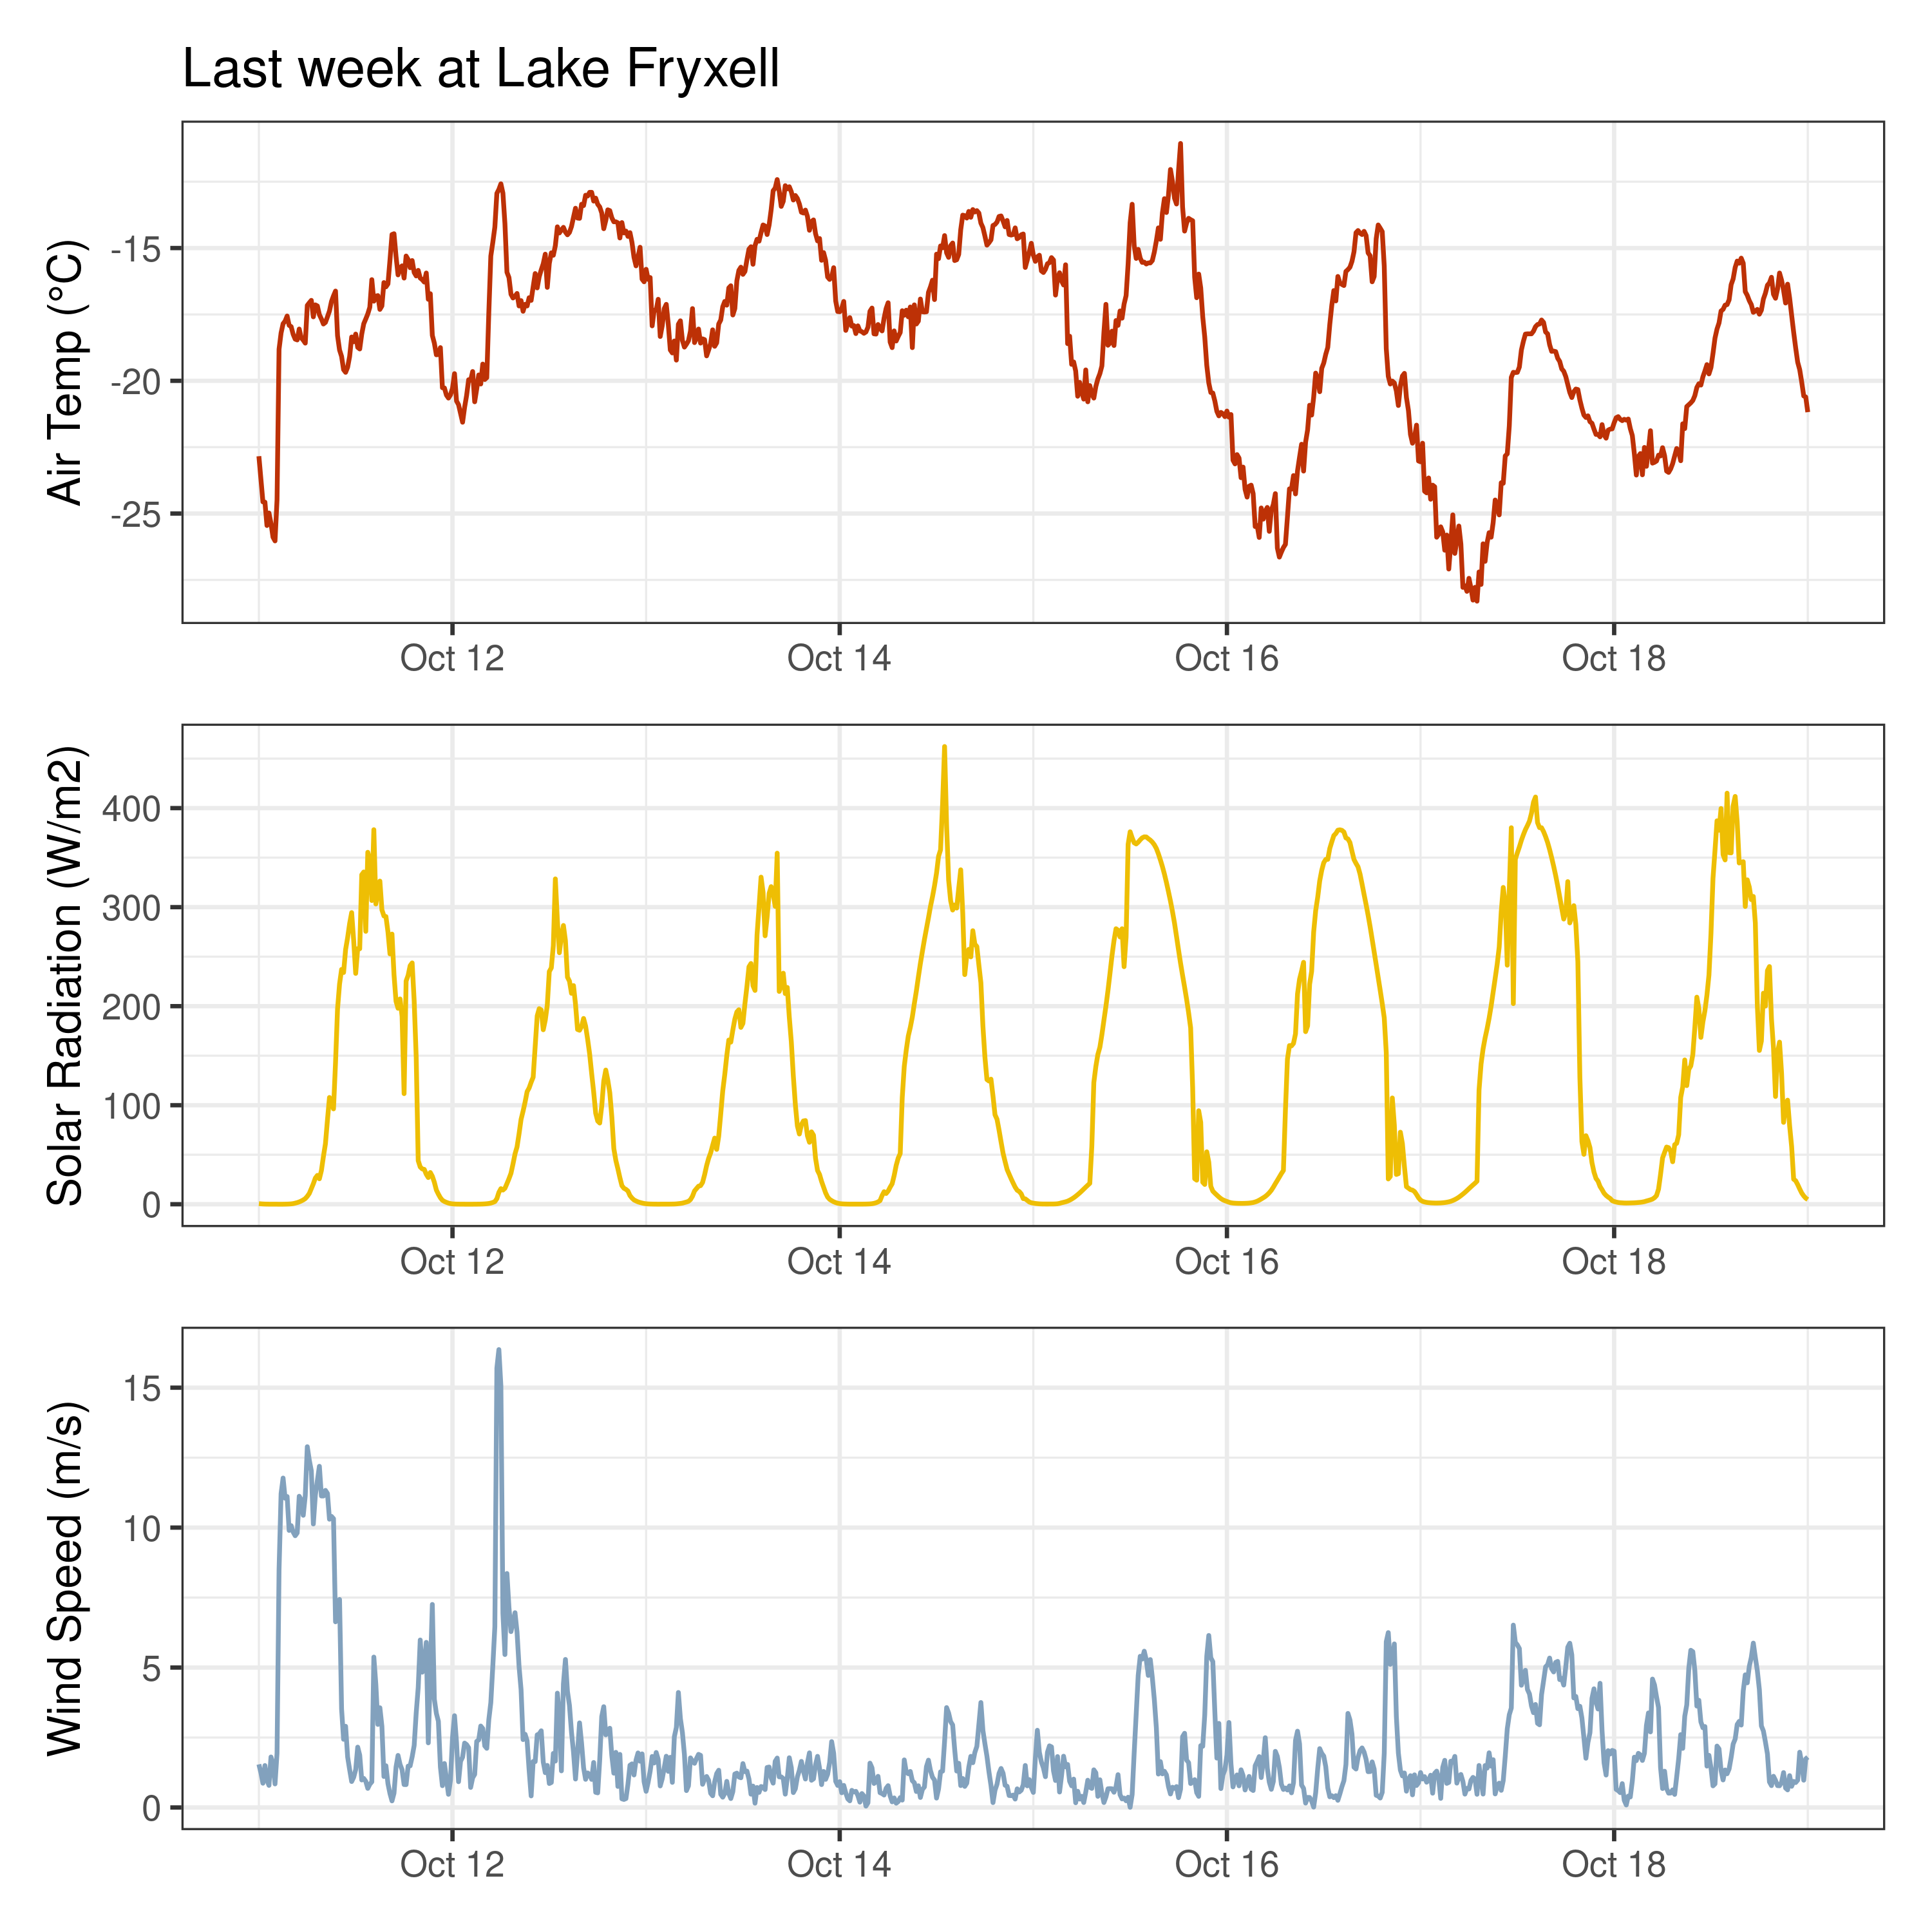 Last week at Lake Fryxell
Air Temp (°C)
-15
-20
-25
Oct 12 Oct 14 Oct 16 Oct 18
Solar Radiation (W/m2)
400
300
200
100
0
Oct 12 Oct 14 Oct 16 Oct 18
Wind Speed (m/s)
15
10
5
0
Oct 12 Oct 14 Oct 16 Oct 18